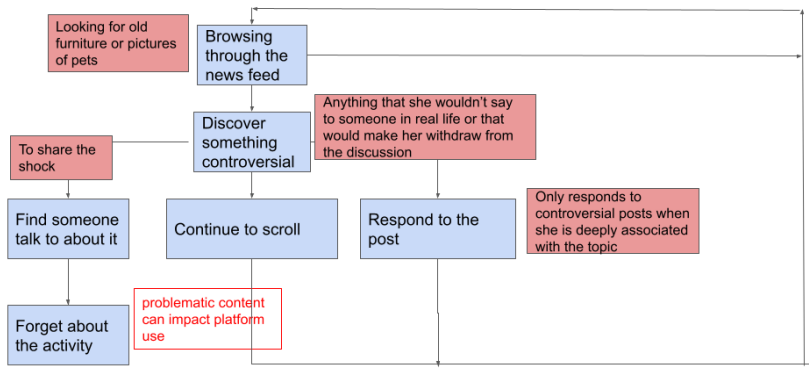 Looking for old
furniture or pictures
of pets
Browsing
through the
news feed
Discover
something
controversial
Anything that she wouldn't say
to someone in real life or that
would make her withdraw from
the discussion
To share the
shock
Find someone
talk to about it
Continue to scroll
Respond to the
post
Only responds to
controversial posts when
she is deeply associated
with the topic
Forget about
the activity
problematic content
can impact platform
use